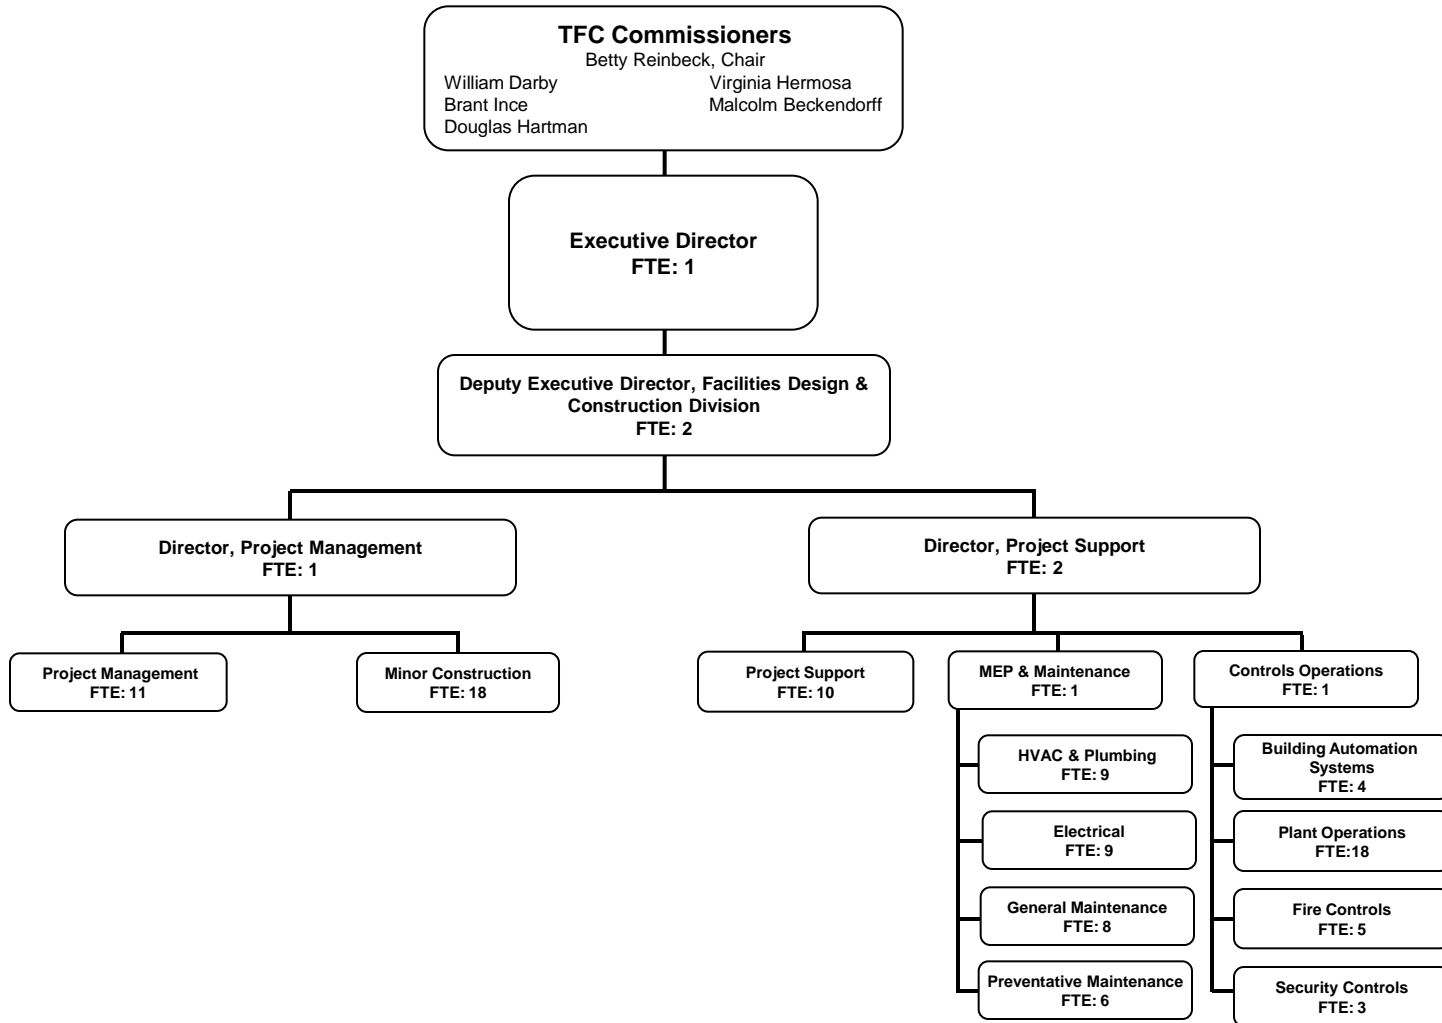 TFC Commissioners
Betty Reinbeck, Chair
William Darby
Virginia Hermosa
Brant Ince
Malcolm Beckendorff
Douglas Hartman
Executive Director
FTE: 1
Deputy Executive Director, Facilities Design &
Construction Division
FTE: 2
Director, Project Management
FTE: 1
Director, Project Support
FTE: 2
Project Management
FTE: 11
Minor Construction
FTE: 18
Project Support
FTE: 10
MEP & Maintenance
FTE: 1
Controls Operations
FTE: 1
HVAC & Plumbing
FTE: 9
Electrical
FTE: 9
General Maintenance
FTE: 8
Preventative Maintenance
FTE: 6
Building Automation
Systems
FTE: 4
Plant Operations
FTE:18
Fire Controls
FTE: 5
Security Controls
FTE: 3